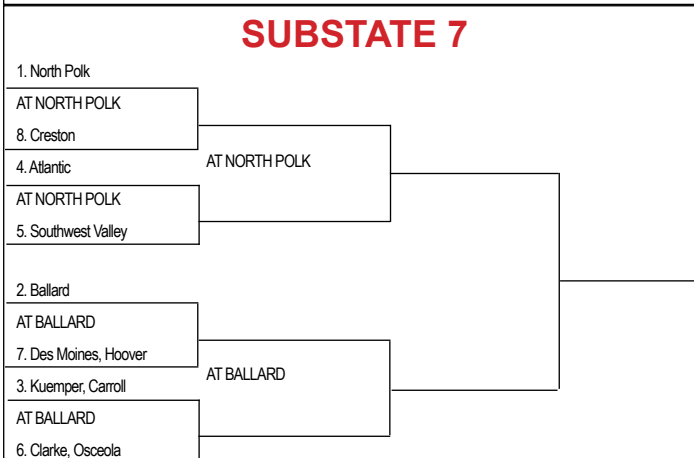 SUBSTATE 7
1. North Polk
AT NORTH POLK
8. Creston
AT NORTH POLK
4. Atlantic
AT NORTH POLK
5. Southwest Valley
2. Ballard
AT BALLARD
7. Des Moines, Hoover
AT BALLARD
3. Kuemper, Carroll
AT BALLARD
6. Clarke, Osceola